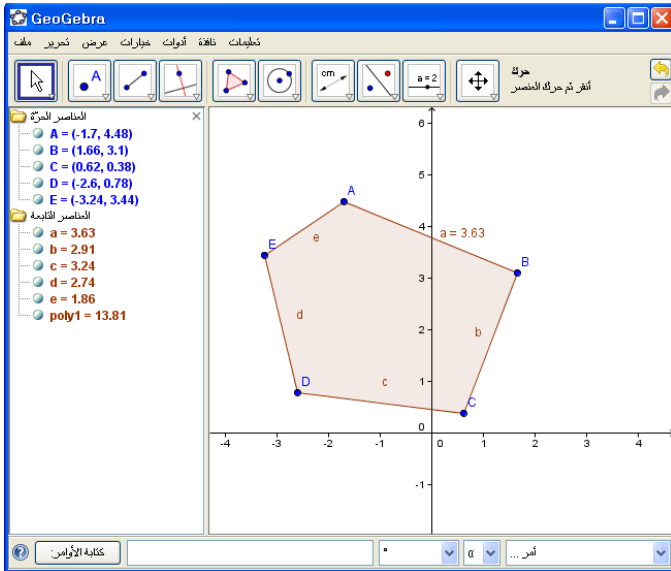 GeoGebra
ملف تحرير عرض خيارات أدوات نافذة تعليمات
A
cm
a = 2
حرك
أنقر ثم حرك العنصر
العناصر الحرّة
A = (-1.7, 4.48)
B = (1.66, 3.1)
C = (0.62, 0.38)
D = (-2.6, 0.78)
E = (-3.24, 3.44)
العناصر التابعة
a = 3.63
b = 2.91
c = 3.24
d = 2.74
e = 1.86
poly1 = 13.81
6
5
A
4
e
a = 3.63
E
B
3
d
2
b
D
c
1
C
0
-4 -3 -2 -1 0 1 2 3 4
-1
كتابة الأوامر:
°
α
أمر ...